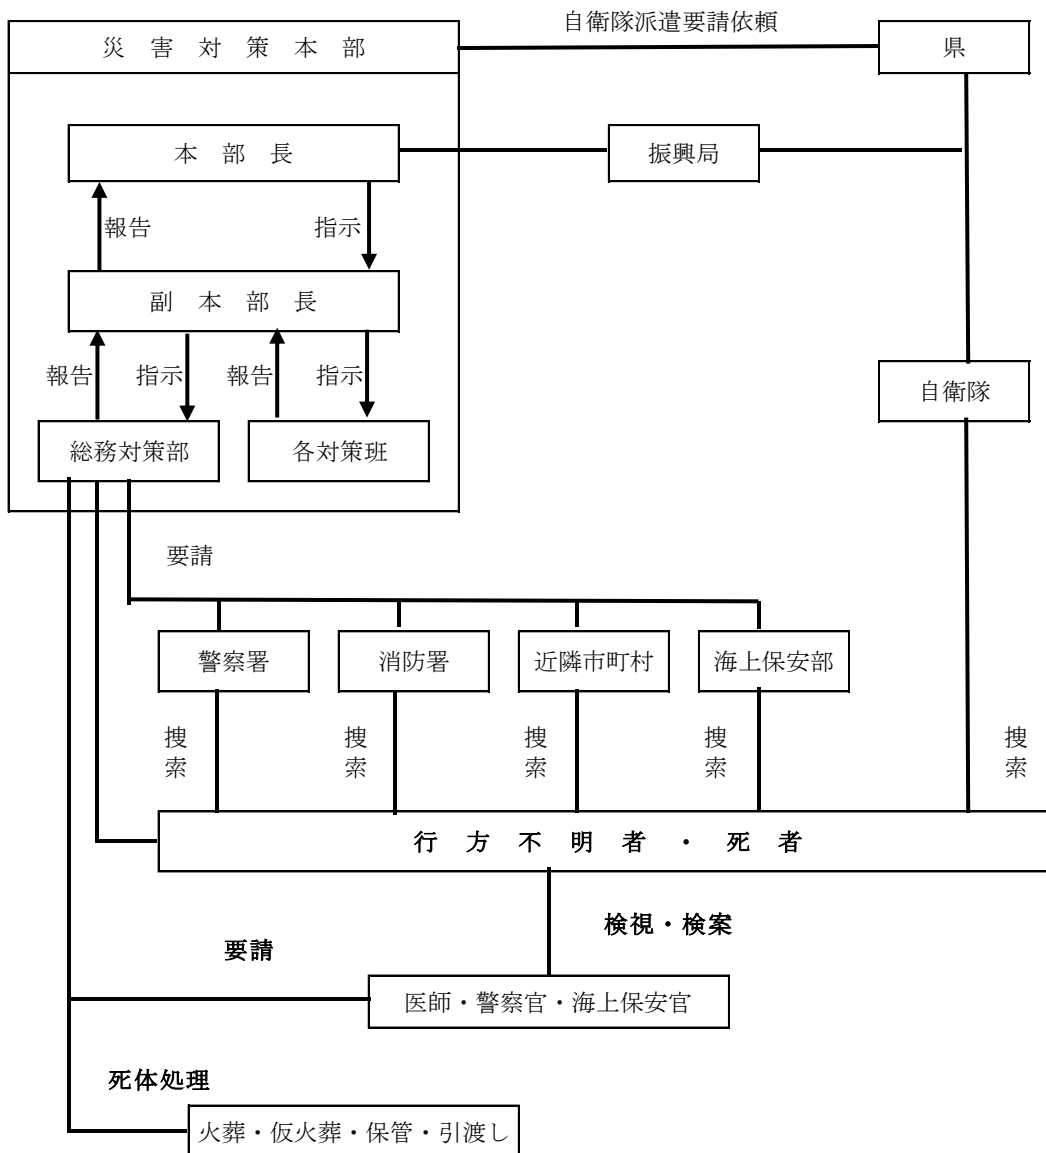 自衛隊派遣要請依頼
災害対策本部
県
本部長
振興局
報告
指示
副本部長
報告
指示
報告
指示
自衛隊
総務対策部
各対策班
要請
警察署
消防署
近隣市町村
海上保安部
捜索
捜索
捜索
捜索
捜索
行方不明者・死者
検視・検案
要請
医師・警察官・海上保安官
死体処理
火葬・仮火葬・保管・引渡し